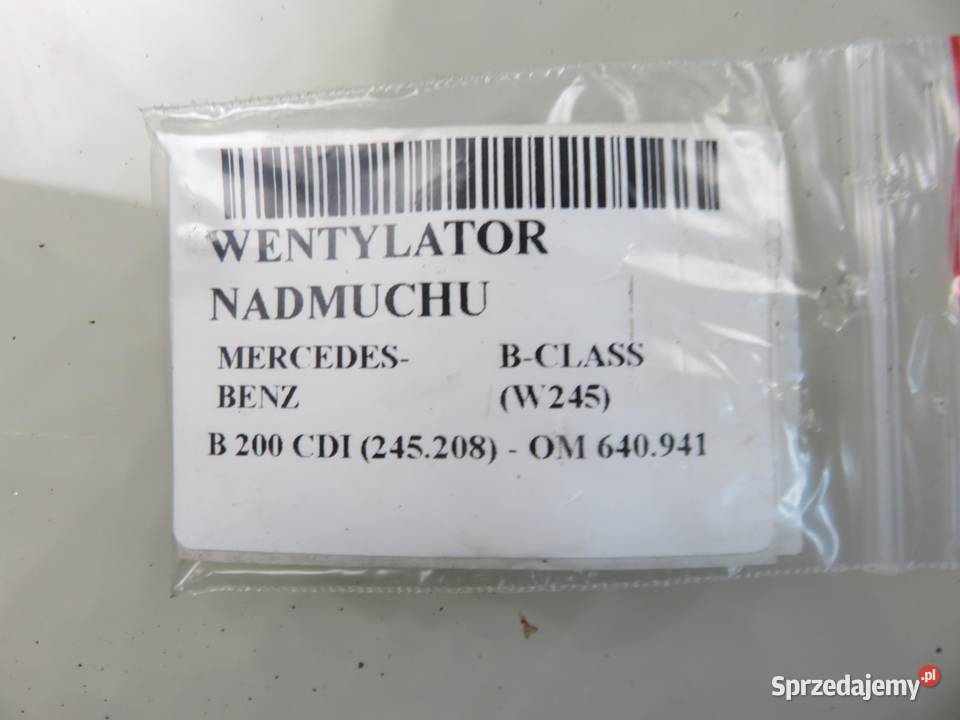 WENTYLATOR
NADMUCHU
MERCEDES- B-CLASS
BENZ (W245)
B 200 CDI (245.208) - OM 640.941
Sprzedajemy.pl